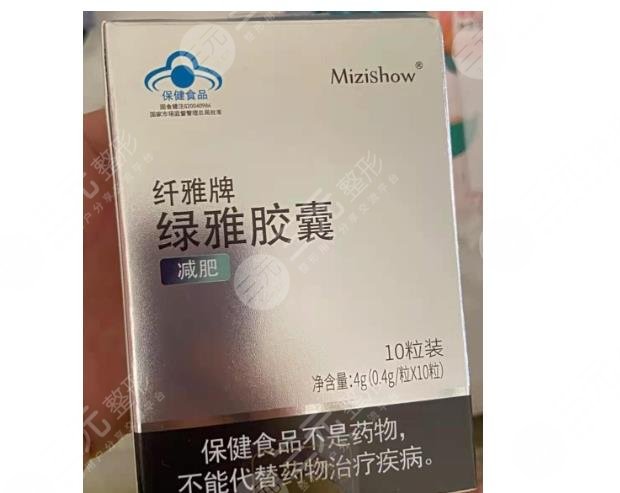 MiziShow®
保健食品
国食健注G20040986
国家市场监督管理总局批准
纤雅牌
绿雅胶囊
减肥
10粒装
净含量:4g(0.4g/粒X10粒)
保健食品不是药物,
不能代替药物治疗疾病。